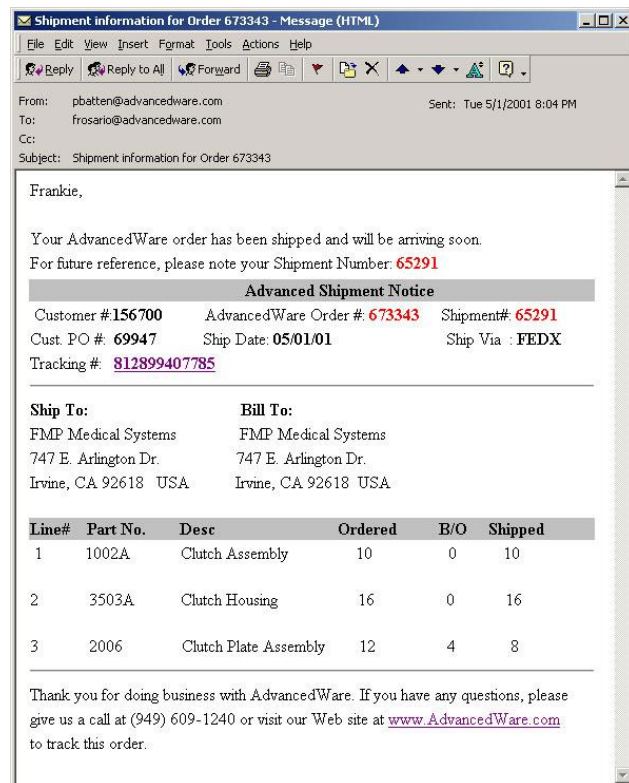 Shipment information for Order 673343 - Message (HTML)
File Edit View Insert Format Tools Actions Help
Reply Reply to All Forward
From: pbatten@advancedware.com Sent: Tue 5/1/2001 8:04 PM
To: frosario@advancedware.com
Cc:
Subject: Shipment information for Order 673343
Frankie,
Your AdvancedWare order has been shipped and will be arriving soon.
For future reference, please note your Shipment Number: 65291
Advanced Shipment Notice
Customer #:156700 AdvancedWare Order #: 673343 Shipment#: 65291
Cust. PO #: 69947 Ship Date: 05/01/01 Ship Via : FEDX
Tracking #: 812899407785
Ship To: Bill To:
FMP Medical Systems FMP Medical Systems
747 E. Arlington Dr. 747 E. Arlington Dr.
Irvine, CA 92618 USA Irvine, CA 92618 USA
Line# Part No. Desc Ordered B/O Shipped
1 1002A Clutch Assembly 10 0 10
2 3503A Clutch Housing 16 0 16
3 2006 Clutch Plate Assembly 12 4 8
Thank you for doing business with AdvancedWare. If you have any questions, please
give us a call at (949) 609-1240 or visit our Web site at www.AdvancedWare.com
to track this order.